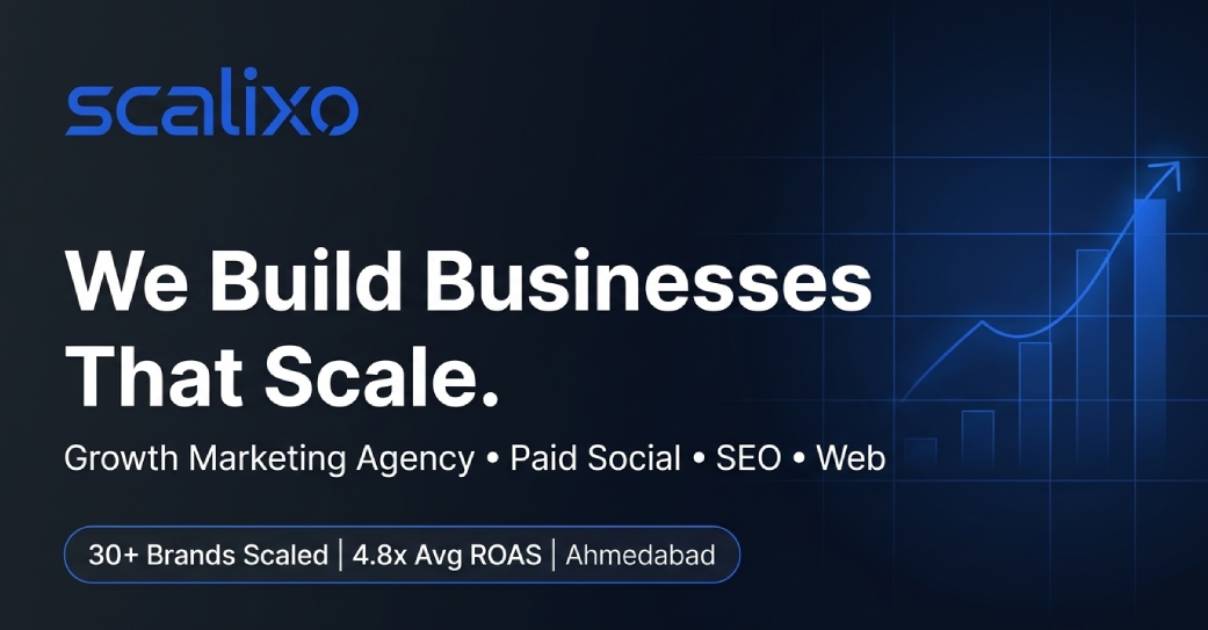 scalixo
We Build Businesses
That Scale.
Growth Marketing Agency • Paid Social • SEO • Web
30+ Brands Scaled | 4.8x Avg ROAS | Ahmedabad